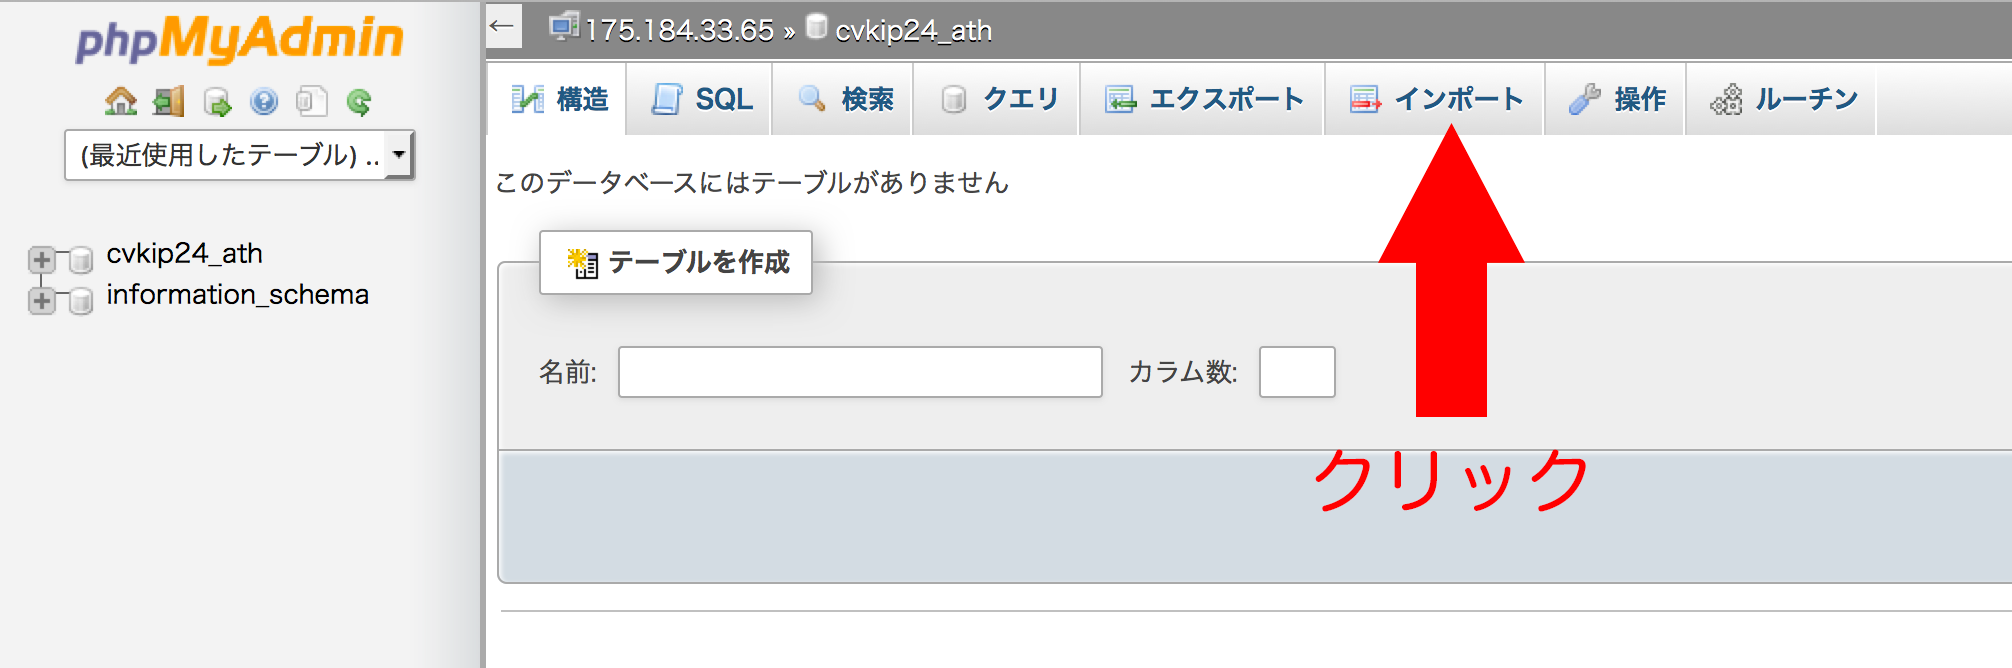 phpMyAdmin
(最近使用したテーブル) ..
cvkip24_ath
information_schema
175.184.33.65 » cvkip24_ath
構造 SQL 検索 クエリ エクスポート インポート 操作 ルーチン
このデータベースにはテーブルがありません
テーブルを作成
名前: カラム数:
クリック